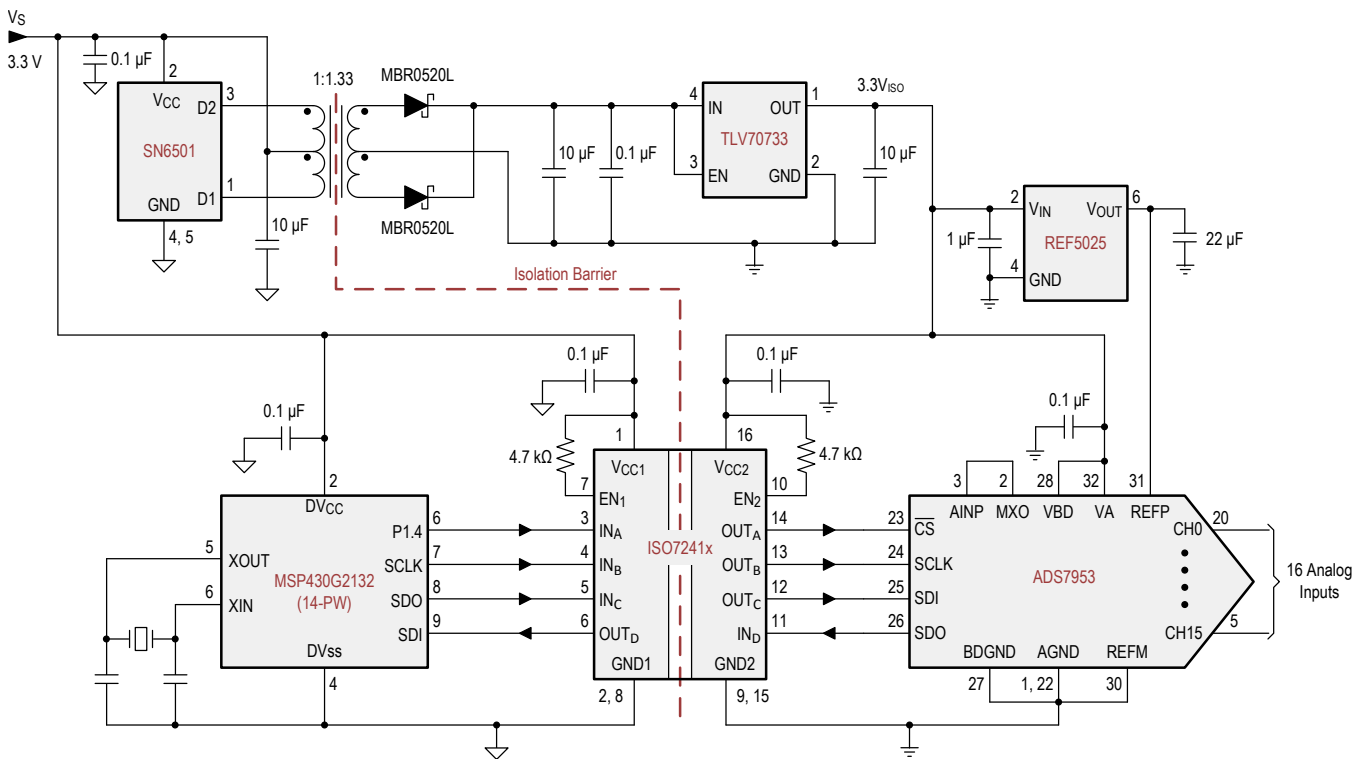 VS
3.3 V
0.1 µF
2
VCC
D2
3
SN6501
D1
1
GND
4, 5
10 µF
1:1.33
MBR0520L
MBR0520L
10 µF
0.1 µF
4
IN
OUT
1
TLV70733
3
EN
GND
2
3.3VISO
10 µF
2
VIN
VOUT
6
REF5025
1 µF
4
GND
22 µF
Isolation Barrier
0.1 µF
0.1 µF
0.1 µF
0.1 µF
4.7 kΩ
4.7 kΩ
1
VCC1
16
VCC2
7
EN1
10
EN2
3
INA
14
OUTA
4
INB
13
OUTB
5
INC
12
OUTC
6
OUTD
11
IND
ISO7241x
GND1
2, 8
GND2
9, 15
2
DVCC
5
XOUT
6
XIN
MSP430G2132
(14-PW)
P1.4
6
SCLK
7
SDO
8
SDI
9
DVSS
4
3
2
28
32
31
AINP
MXO
VBD
VA
REFP
23
CS
24
SCLK
25
SDI
26
SDO
ADS7953
CH0
20
CH15
5
16 Analog
Inputs
BDGND
AGND
REFM
27
1, 22
30